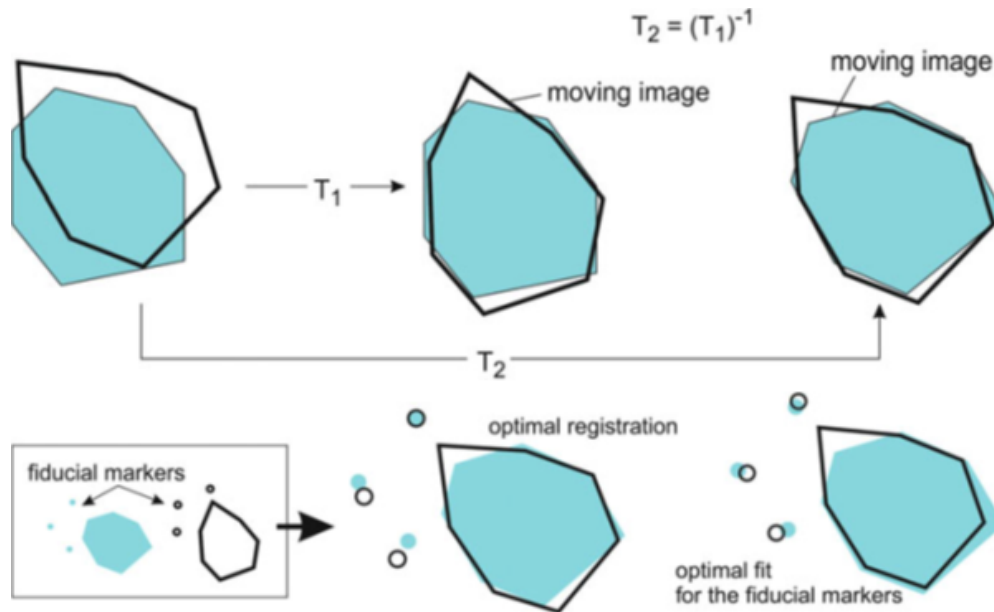 T₂ = (T₁)⁻¹
moving image
moving image
T₁
T₂
optimal registration
fiducial markers
optimal fit
for the fiducial markers